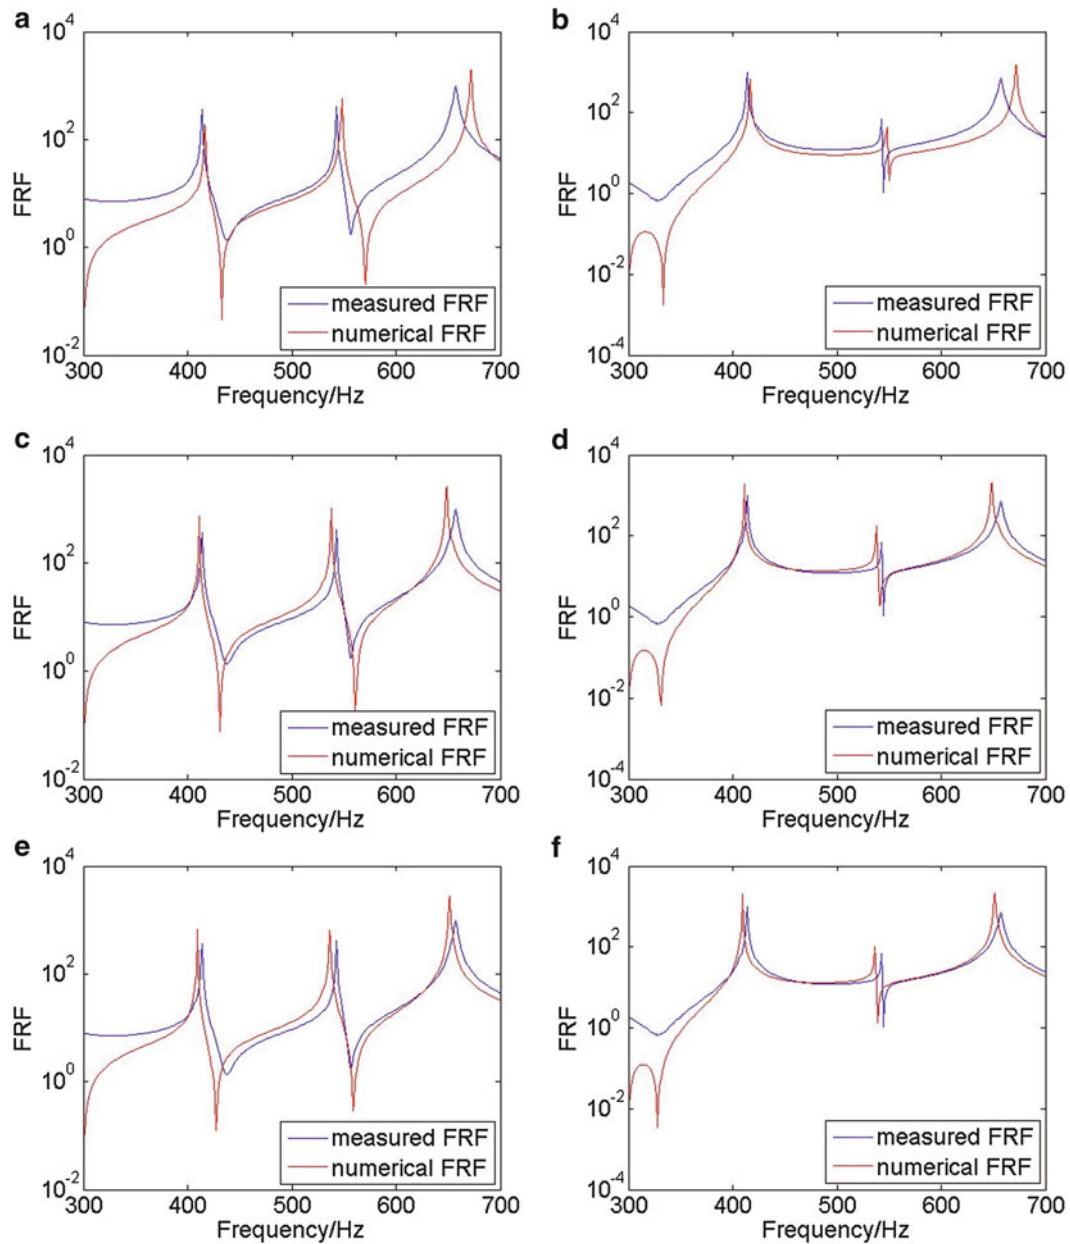 a
10^4
10^2
10^0
10^-2
FRF
measured FRF
numerical FRF
300 400 500 600 700
Frequency/Hz
b
10^4
10^2
10^0
10^-2
10^-4
FRF
measured FRF
numerical FRF
300 400 500 600 700
Frequency/Hz
c
10^4
10^2
10^0
10^-2
FRF
measured FRF
numerical FRF
300 400 500 600 700
Frequency/Hz
d
10^4
10^2
10^0
10^-2
10^-4
FRF
measured FRF
numerical FRF
300 400 500 600 700
Frequency/Hz
e
10^4
10^2
10^0
10^-2
FRF
measured FRF
numerical FRF
300 400 500 600 700
Frequency/Hz
f
10^4
10^2
10^0
10^-2
10^-4
FRF
measured FRF
numerical FRF
300 400 500 600 700
Frequency/Hz